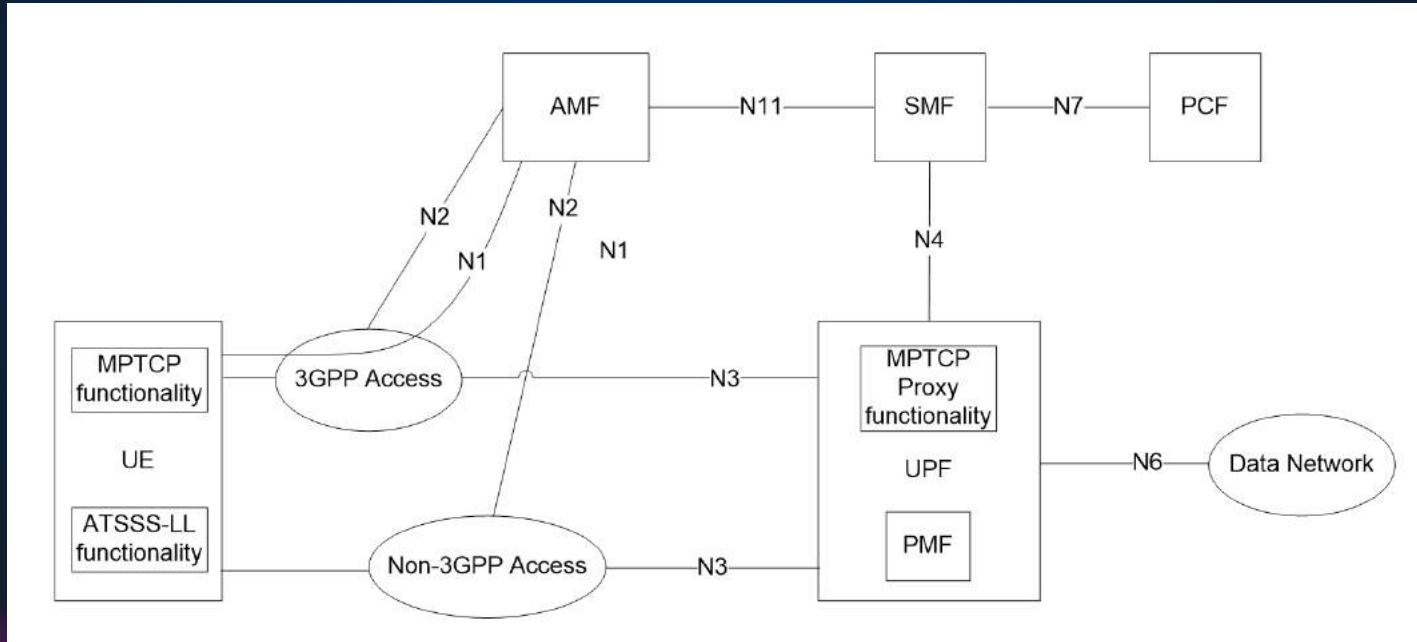 AMF
N11
SMF
N7
PCF
N2
N2
N1
N1
N4
MPTCP
functionality
UE
ATSSS-LL
functionality
3GPP Access
N3
MPTCP
Proxy
functionality
UPF
PMF
N6
Data Network
Non-3GPP Access
N3